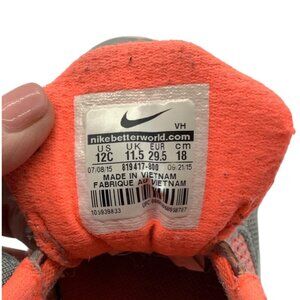 VH
nikebetterworld.com
US UK EUR cm
12C 11.5 29.5 18
07/08/15 819417-800 09/21/15
MADE IN VIETNAM
FABRIQUE AU VIETNAM